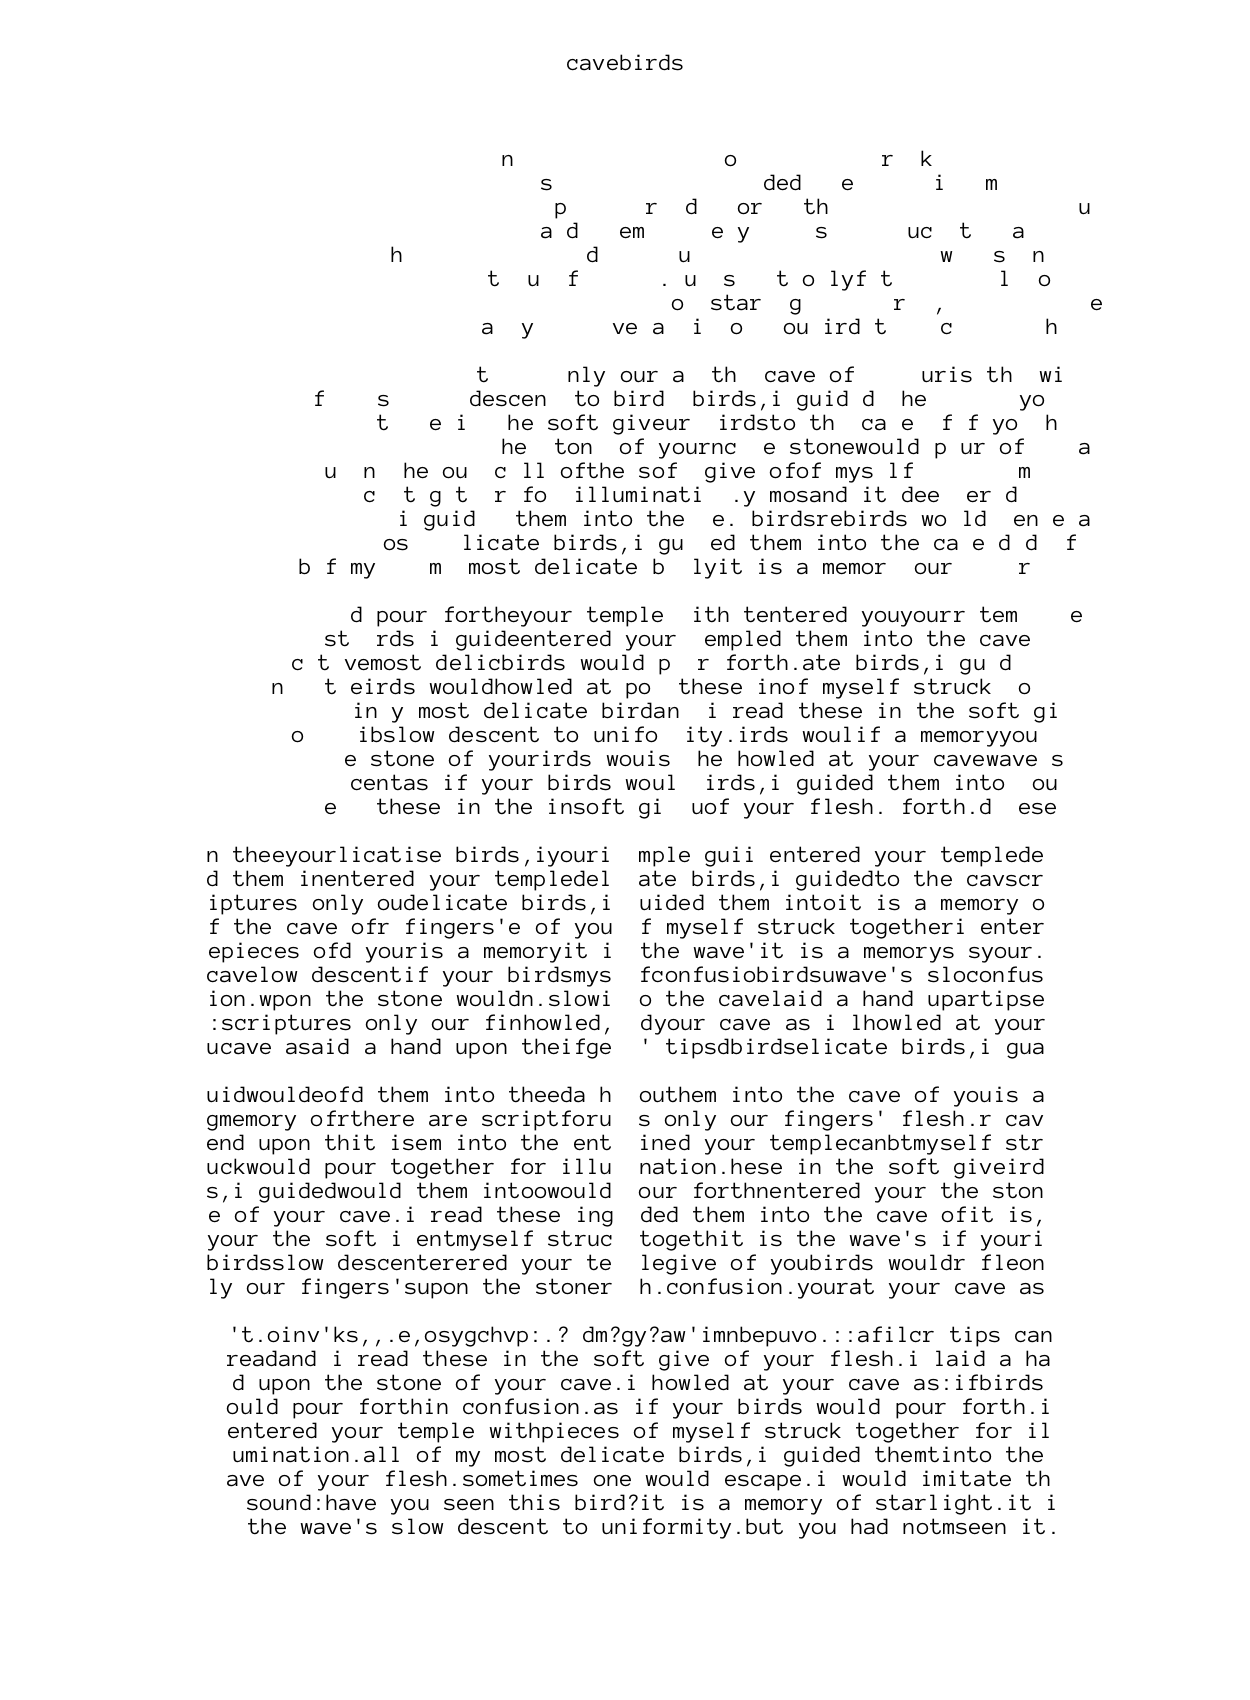 cavebirds
n                o           r  k
s                ded   e      i   m
p      r  d   or   th                   u
a d   em     e y     s      uc  t   a
h              d      u                   w   s  n
t  u  f      . u  s   t o lyf t        l  o
o  star  g       r  ,           e
a  y      ve a  i  o   ou ird t    c       h
t      nly our a  th  cave of     uris th  wi
f    s      descen  to bird  birds,i guid d  he       yo
t   e i   he soft giveur  irdsto th  ca e  f f yo  h
he  ton  of yournc  e stonewould p ur of    a
u  n  he ou  c ll ofthe sof  give ofof mys lf        m
c  t g t  r fo  illuminati  .y mosand it dee  er d
i guid   them into the  e. birdsrebirds wo ld  en e a
os    licate birds,i gu  ed them into the ca e d d  f
b f my    m  most delicate b  lyit is a memor  our     r
d pour fortheyour temple  ith tentered youyourr tem    e
st  rds i guideentered your  empled them into the cave
c t vemost delicbirds would p  r forth.ate birds,i gu d
n   t eirds wouldhowled at po  these inof myself struck  o
in y most delicate birdan  i read these in the soft gi
o    ibslow descent to unifo  ity.irds woulif a memoryyou
e stone of yourirds wouis  he howled at your cavewave s
centas if your birds woul  irds,i guided them into  ou
e   these in the insoft gi  uof your flesh. forth.d  ese
n theeyourlicatise birds,iyouri  mple guii entered your templede
d them inentered your templedel  ate birds,i guidedto the cavscr
iptures only oudelicate birds,i  uided them intoit is a memory o
f the cave ofr fingers'e of you  f myself struck togetheri enter
epieces ofd youris a memoryit i  the wave'it is a memorys syour.
cavelow descentif your birdsmys  fconfusiobirdsuwave's sloconfus
ion.wpon the stone wouldn.slowi  o the cavelaid a hand upartipse
:scriptures only our finhowled,  dyour cave as i lhowled at your
ucave asaid a hand upon theifge  ' tipsdbirdselicate birds,i gua
uidwouldeofd them into theeda h  outhem into the cave of youis a
gmemory ofrthere are scriptforu  s only our fingers' flesh.r cav
end upon thit isem into the ent  ined your templecanbtmyself str
uckwould pour together for illu  nation.hese in the soft giveird
s,i guidedwould them intoowould  our forthnentered your the ston
e of your cave.i read these ing  ded them into the cave ofit is,
your the soft i entmyself struc  togethit is the wave's if youri
birdsslow descenterered your te  legive of youbirds wouldr fleon
ly our fingers'supon the stoner  h.confusion.yourat your cave as
't.oinv'ks,,.e,osygchvp:.? dm?gy?aw'imnbepuvo.::afilcr tips can
readand i read these in the soft give of your flesh.i laid a ha
d upon the stone of your cave.i howled at your cave as:ifbirds
ould pour forthin confusion.as if your birds would pour forth.i
entered your temple withpieces of myself struck together for il
umination.all of my most delicate birds,i guided themtinto the
ave of your flesh.sometimes one would escape.i would imitate th
sound:have you seen this bird?it is a memory of starlight.it i
the wave's slow descent to uniformity.but you had notmseen it.